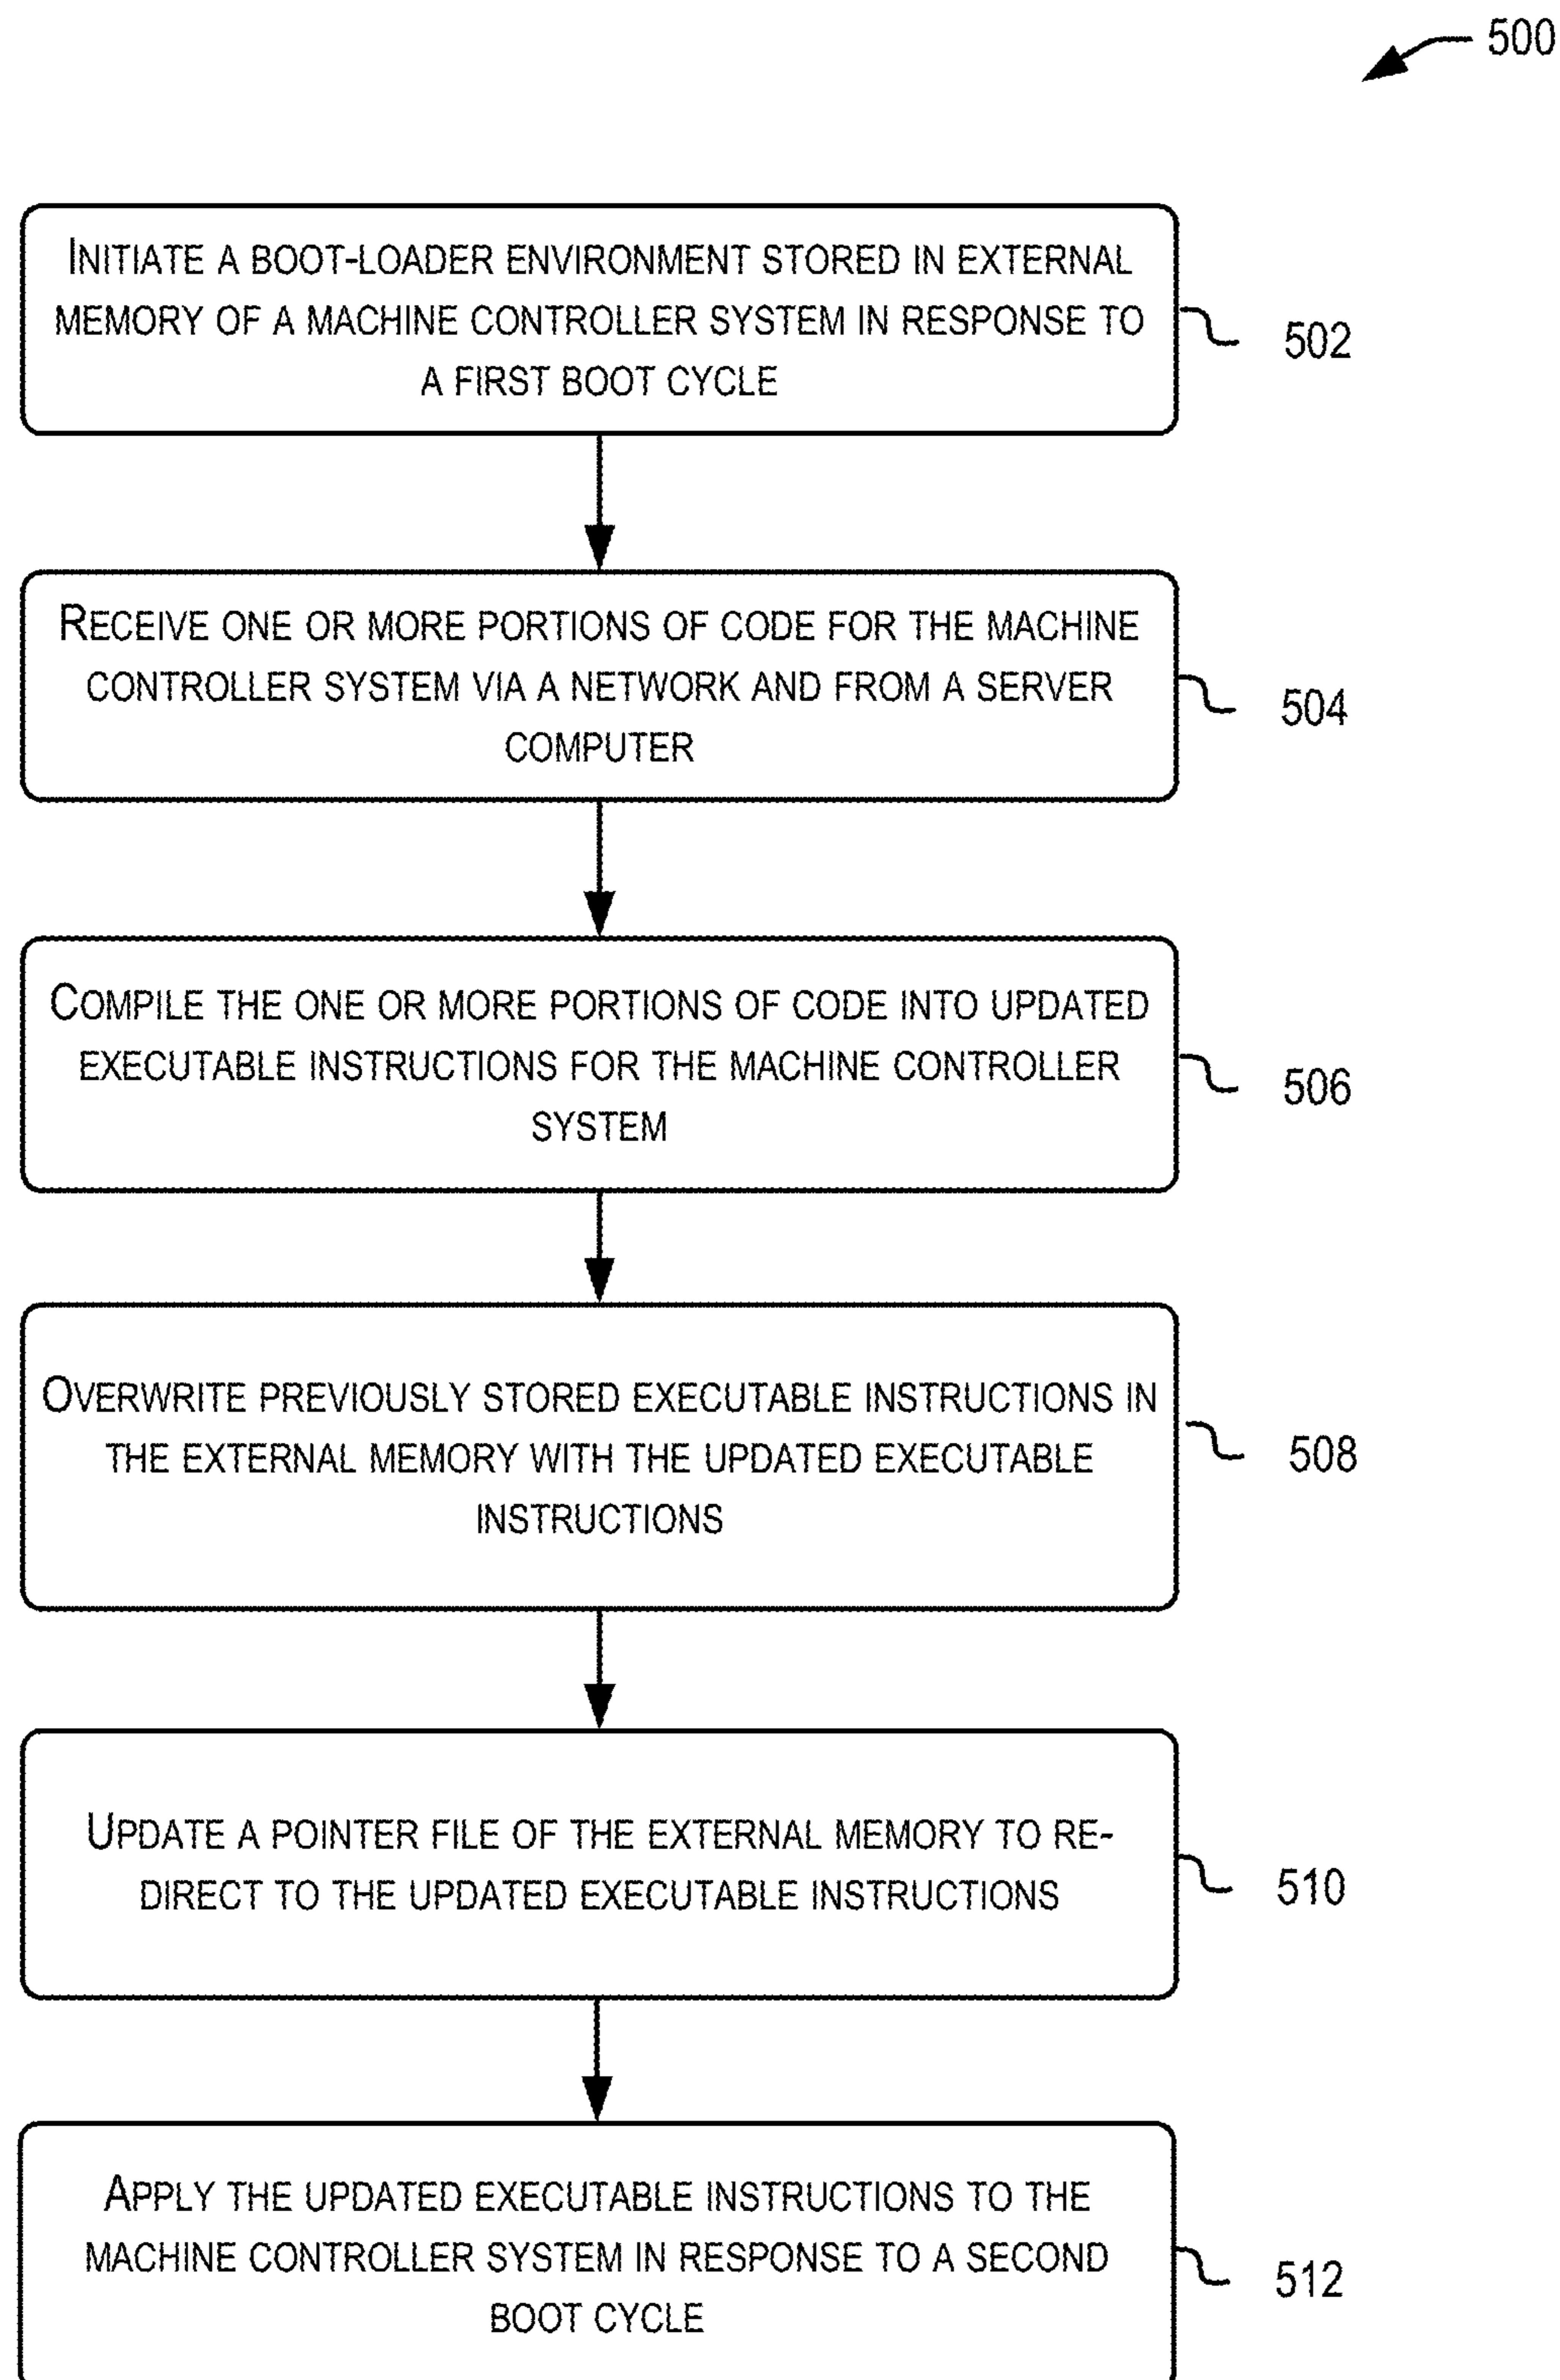 500
INITIATE A BOOT-LOADER ENVIRONMENT STORED IN EXTERNAL
MEMORY OF A MACHINE CONTROLLER SYSTEM IN RESPONSE TO
A FIRST BOOT CYCLE
502
RECEIVE ONE OR MORE PORTIONS OF CODE FOR THE MACHINE
CONTROLLER SYSTEM VIA A NETWORK AND FROM A SERVER
COMPUTER
504
COMPILE THE ONE OR MORE PORTIONS OF CODE INTO UPDATED
EXECUTABLE INSTRUCTIONS FOR THE MACHINE CONTROLLER
SYSTEM
506
OVERWRITE PREVIOUSLY STORED EXECUTABLE INSTRUCTIONS IN
THE EXTERNAL MEMORY WITH THE UPDATED EXECUTABLE
INSTRUCTIONS
508
UPDATE A POINTER FILE OF THE EXTERNAL MEMORY TO RE-
DIRECT TO THE UPDATED EXECUTABLE INSTRUCTIONS
510
APPLY THE UPDATED EXECUTABLE INSTRUCTIONS TO THE
MACHINE CONTROLLER SYSTEM IN RESPONSE TO A SECOND
BOOT CYCLE
512